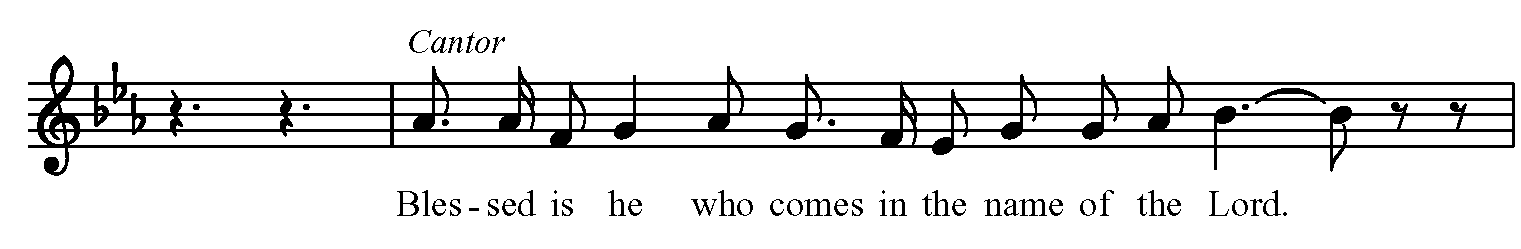 Cantor
Bles - sed is he who comes in the name of the Lord.